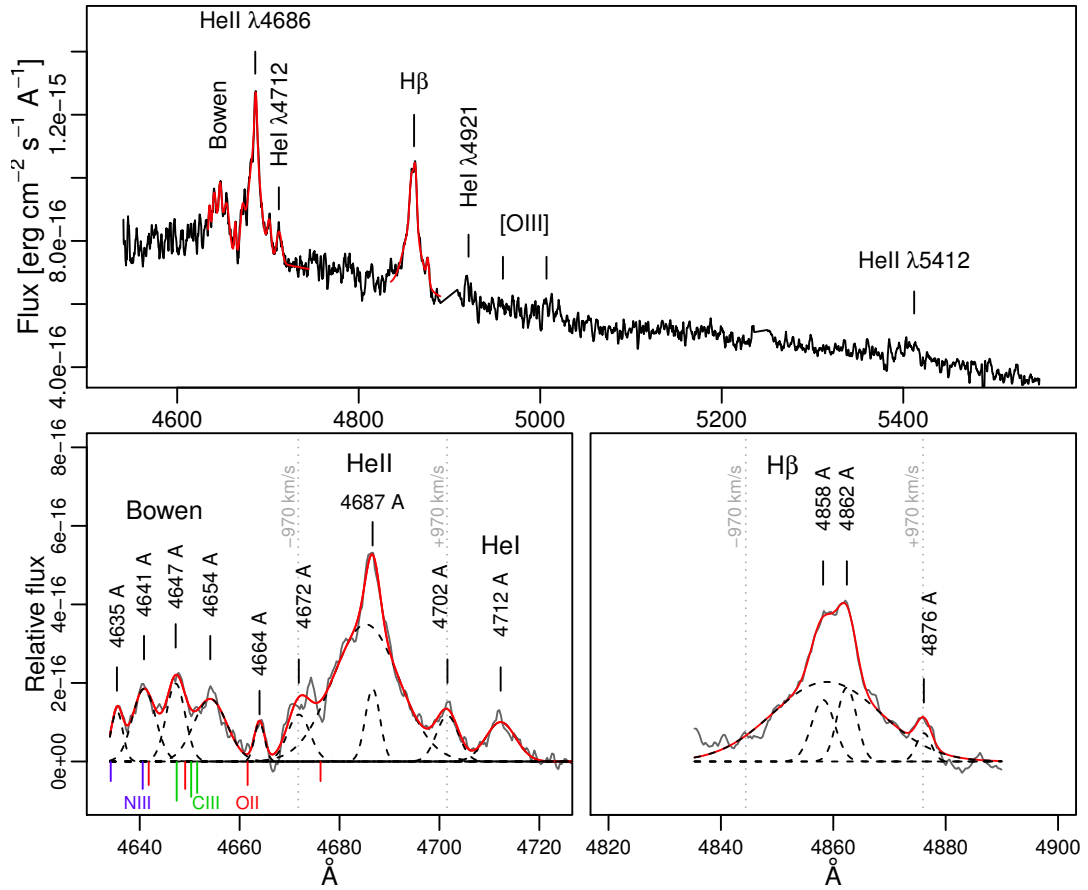 HeII λ4686
Bowen
HeI λ4712
Hβ
HeI λ4921
[OIII]
HeII λ5412
Flux [erg cm−2 s−1 A−1]
1.2e−15
8.0e−16
4.0e−16
4600 4800 5000 5200 5400
8e−16
6e−16
4e−16
2e−16
0e+00
Relative flux
Bowen
HeII
HeI
−970 km/s
+970 km/s
4635 A
4641 A
4647 A
4654 A
4664 A
4672 A
4687 A
4702 A
4712 A
NIII CIII OII
4640 4660 4680 4700 4720
Å
Hβ
−970 km/s
+970 km/s
4858 A
4862 A
4876 A
4820 4840 4860 4880 4900
Å